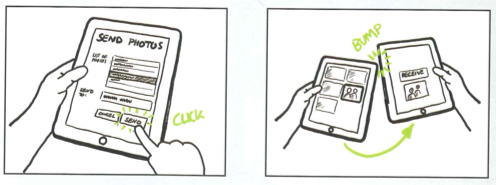 SEND PHOTOS
LIST OF
PHOTOS
SEND
TO:
CANCEL
SEND
CLICK
BUMP
RECEIVE